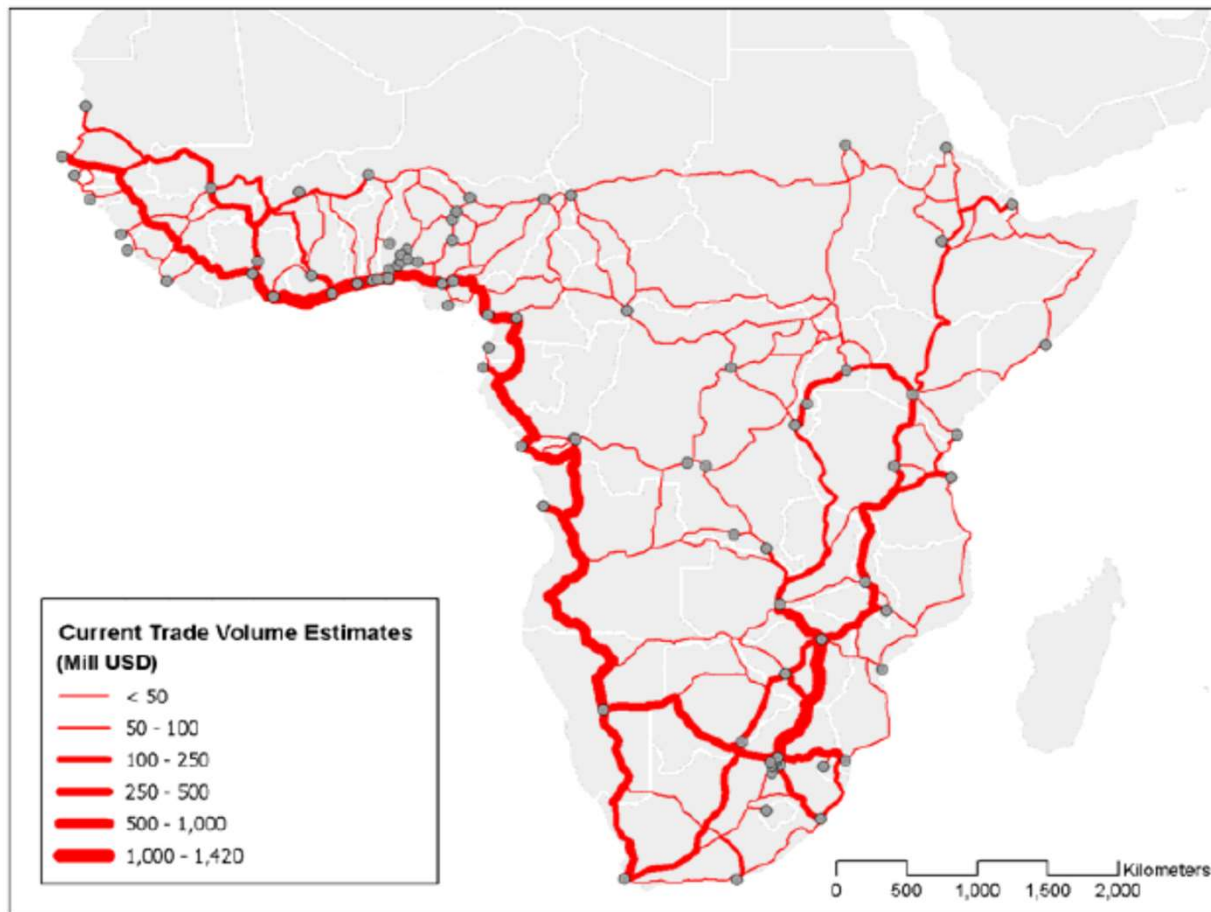 Current Trade Volume Estimates
(Mill USD)
< 50
50 - 100
100 - 250
250 - 500
500 - 1,000
1,000 - 1,420
Kilometers
0 500 1,000 1,500 2,000